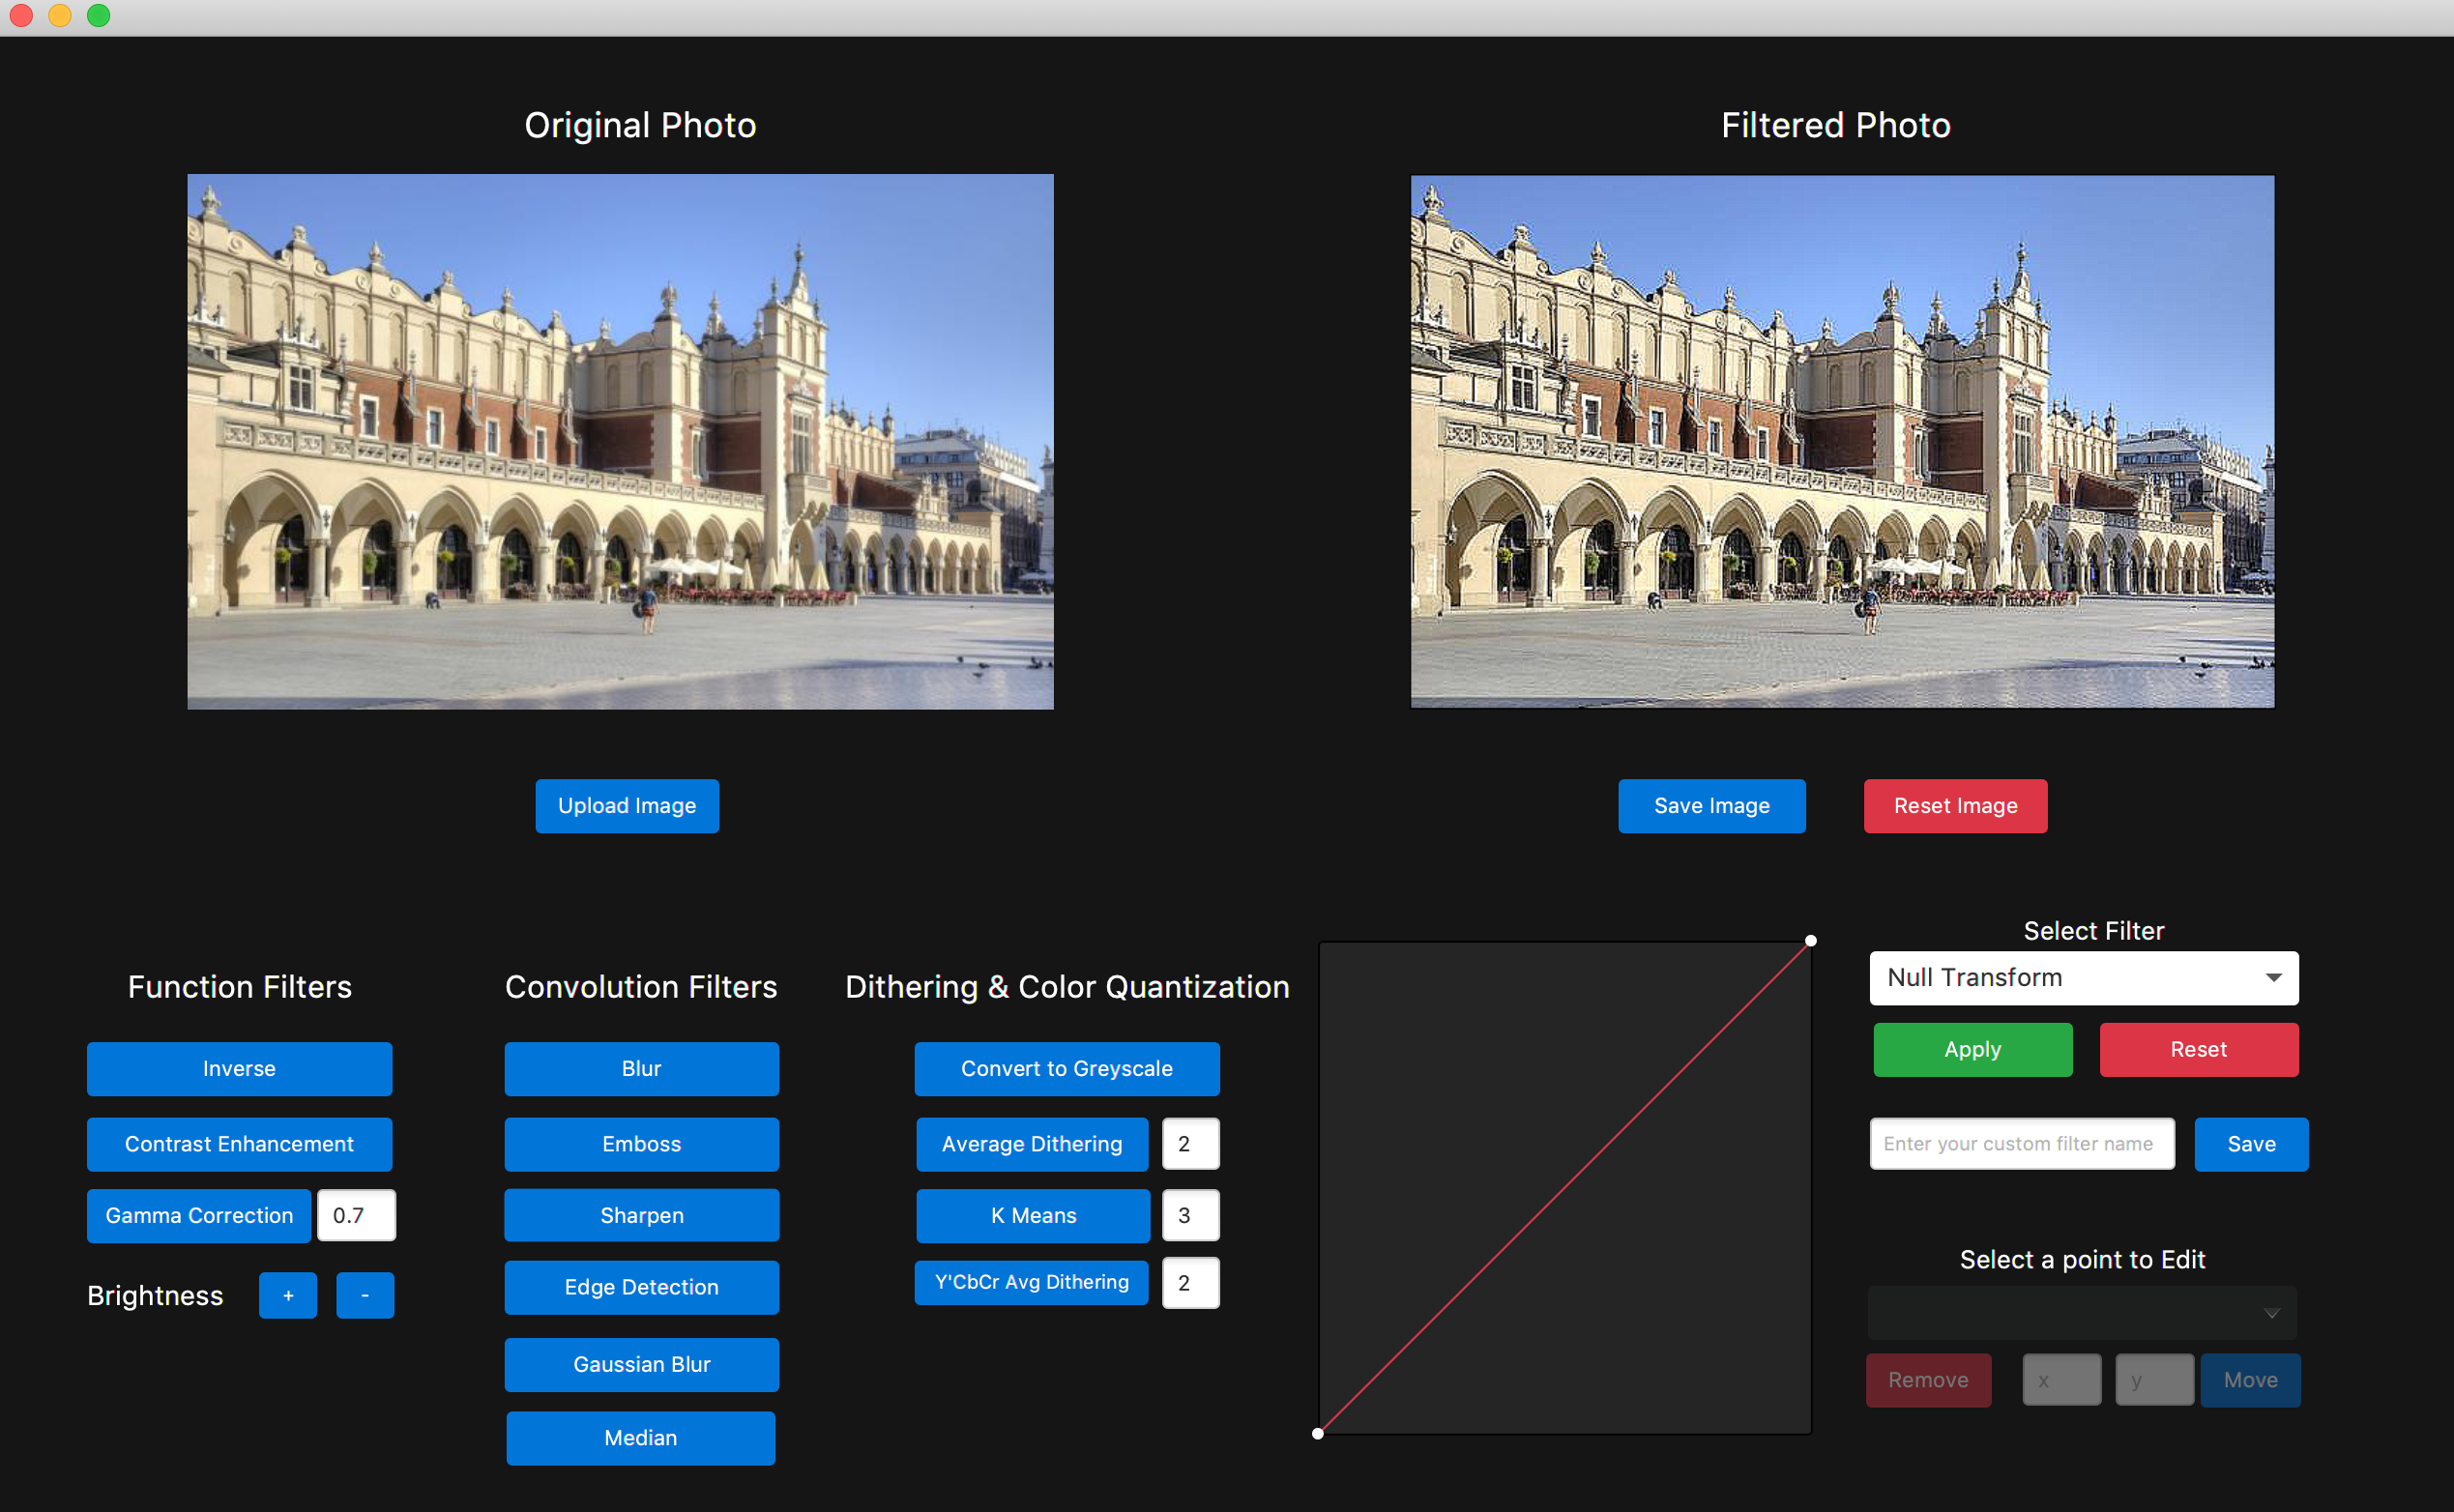 Original Photo
Filtered Photo
Upload Image
Save Image
Reset Image
Function Filters
Inverse
Contrast Enhancement
Gamma Correction 0.7
Brightness + -
Convolution Filters
Blur
Emboss
Sharpen
Edge Detection
Gaussian Blur
Median
Dithering & Color Quantization
Convert to Greyscale
Average Dithering 2
K Means 3
Y'CbCr Avg Dithering 2
Select Filter
Null Transform
Apply Reset
Enter your custom filter name Save
Select a point to Edit
Remove x y Move